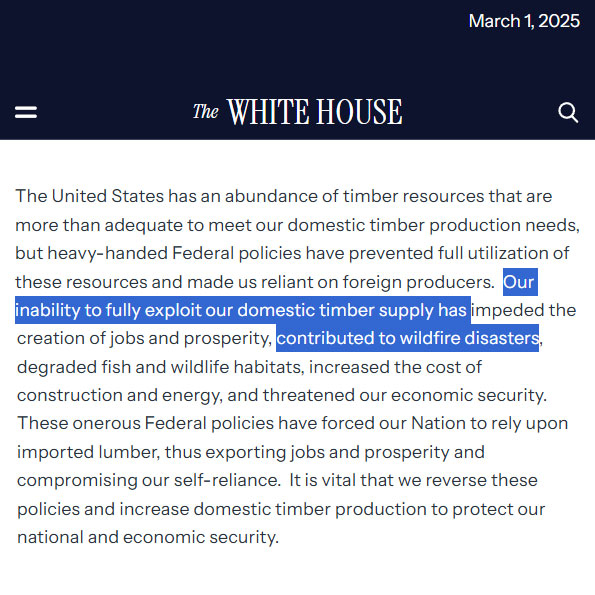 March 1, 2025
The WHITE HOUSE
The United States has an abundance of timber resources that are
more than adequate to meet our domestic timber production needs,
but heavy-handed Federal policies have prevented full utilization of
these resources and made us reliant on foreign producers.  Our
inability to fully exploit our domestic timber supply has impeded the
creation of jobs and prosperity, contributed to wildfire disasters,
degraded fish and wildlife habitats, increased the cost of
construction and energy, and threatened our economic security.
These onerous Federal policies have forced our Nation to rely upon
imported lumber, thus exporting jobs and prosperity and
compromising our self-reliance.  It is vital that we reverse these
policies and increase domestic timber production to protect our
national and economic security.